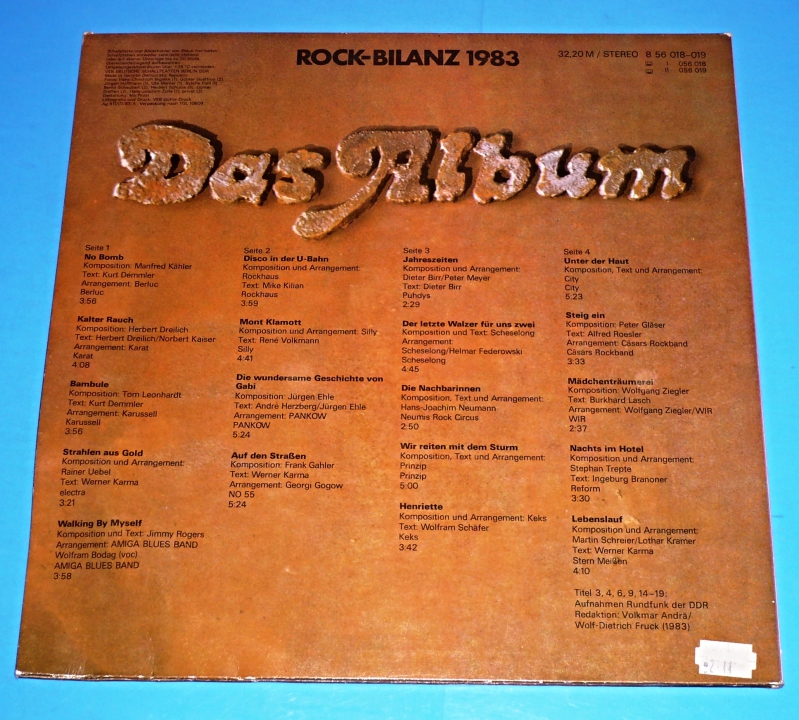 ROCK-BILANZ 1983
32,20 M / STEREO 8 56 018-019
I 056 018
II 056 019
VEB DEUTSCHE SCHALLPLATTEN BERLIN DDR
Das Album
Seite 1
No Bomb
Komposition: Manfred Kähler
Text: Kurt Demmler
Arrangement: Berluc
Berluc
3:56
Kalter Rauch
Komposition: Herbert Dreilich
Text: Herbert Dreilich/Norbert Kaiser
Arrangement: Karat
Karat
4:08
Bambule
Komposition: Tom Leonhardt
Text: Kurt Demmler
Arrangement: Karussell
Karussell
3:56
Strahlen aus Gold
Komposition und Arrangement:
Rainer Uebel
Text: Werner Karma
electra
3:21
Walking By Myself
Komposition und Text: Jimmy Rogers
Arrangement: AMIGA BLUES BAND
Wolfram Bodag (voc)
AMIGA BLUES BAND
3:58
Seite 2
Disco in der U-Bahn
Komposition und Arrangement:
Rockhaus
Text: Mike Kilian
Rockhaus
3:59
Mont Klamott
Komposition und Arrangement: Silly
Text: René Volkmann
Silly
4:41
Die wundersame Geschichte von
Gabi
Komposition: Jürgen Ehle
Text: André Herzberg/Jürgen Ehle
Arrangement: PANKOW
PANKOW
5:24
Auf den Straßen
Komposition: Frank Gahler
Text: Werner Karma
Arrangement: Georgi Gogow
NO 55
5:24
Seite 3
Jahreszeiten
Komposition und Arrangement:
Dieter Birr/Peter Meyer
Text: Dieter Birr
Puhdys
2:29
Der letzte Walzer für uns zwei
Komposition und Text: Scheselong
Arrangement:
Scheselong/Helmar Federowski
Scheselong
4:45
Die Nachbarinnen
Komposition, Text und Arrangement:
Hans-Joachim Neumann
Neumis Rock Circus
2:50
Wir reiten mit dem Sturm
Komposition, Text und Arrangement:
Prinzip
Prinzip
5:00
Henriette
Komposition und Arrangement: Keks
Text: Wolfram Schäfer
Keks
3:42
Seite 4
Unter der Haut
Komposition, Text und Arrangement:
City
City
5:23
Steig ein
Komposition: Peter Gläser
Text: Alfred Roesler
Arrangement: Cäsars Rockband
Cäsars Rockband
3:33
Mädchenträumerei
Komposition: Wolfgang Ziegler
Text: Burkhard Lasch
Arrangement: Wolfgang Ziegler/WIR
WIR
2:37
Nachts im Hotel
Komposition und Arrangement:
Stephan Trepte
Text: Ingeburg Branoner
Reform
3:30
Lebenslauf
Komposition und Arrangement:
Martin Schreier/Lothar Kramer
Text: Werner Karma
Stern Meißen
4:10
Titel 3, 4, 6, 9, 14–19:
Aufnahmen Rundfunk der DDR
Redaktion: Volkmar Andrä/
Wolf-Dietrich Fruck (1983)